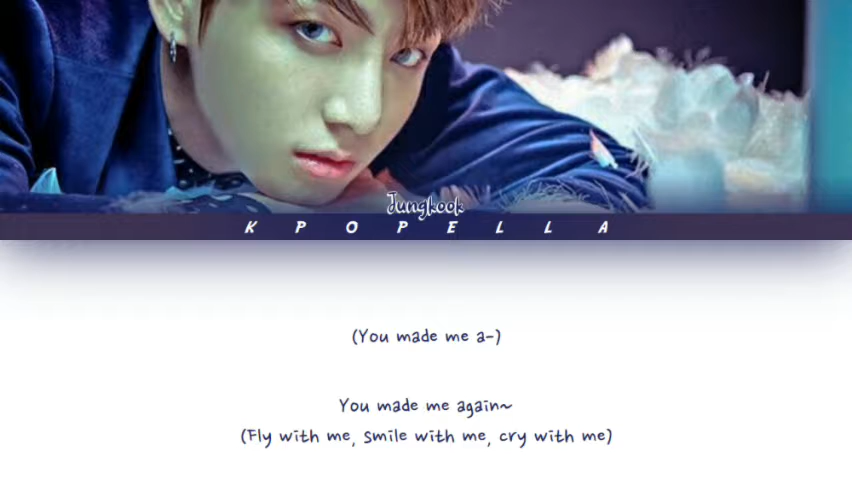 Jungkook
K P O P E L L A
(You made me a-)
You made me again~
(Fly with me, smile with me, cry with me)